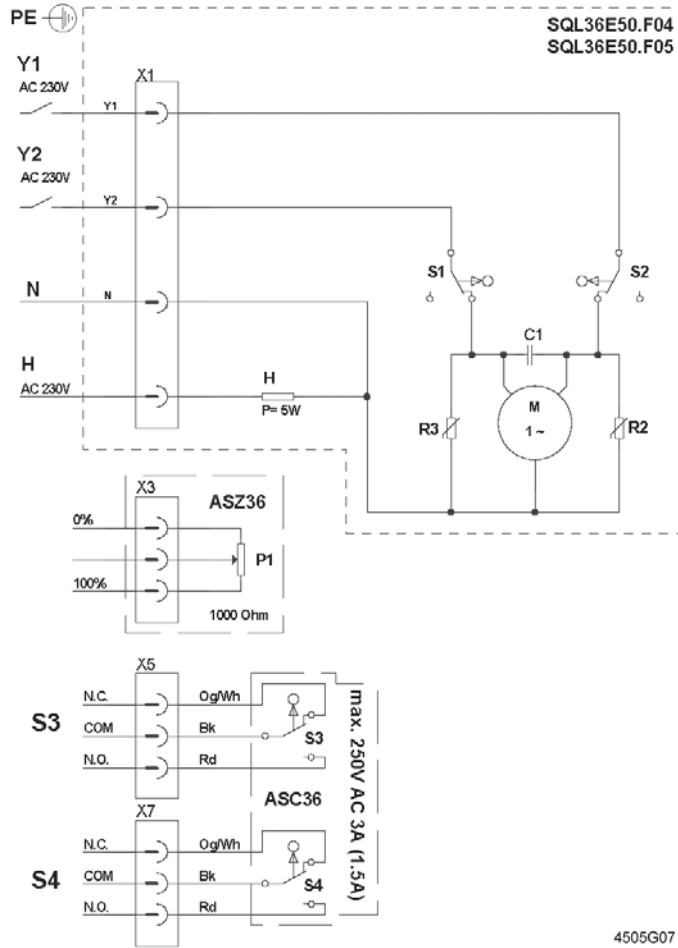 PE
SQL36E50.F04
SQL36E50.F05
Y1
AC 230V
X1
Y1
Y2
AC 230V
Y2
S1
S2
N
N
C1
H
AC 230V
H
P= 5W
M
1 ~
R3
R2
X3
ASZ36
0%
P1
100%
1000 Ohm
X5
N.C.
Og/Wh
S3
COM
Bk
S3
N.O.
Rd
max. 250V AC 3A (1.5A)
ASC36
X7
N.C.
Og/Wh
S4
COM
Bk
S4
N.O.
Rd
4505G07